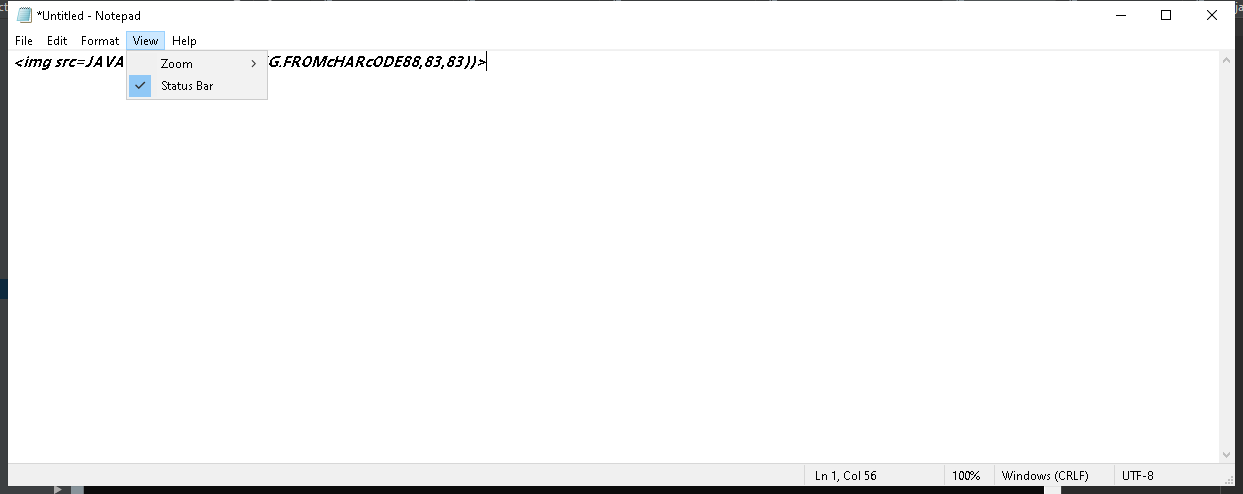 *Untitled - Notepad
File Edit Format View Help
<img src=JAVA G.FROMcHARcODE88,83,83))>
Zoom
Status Bar
Ln 1, Col 56 100% Windows (CRLF) UTF-8